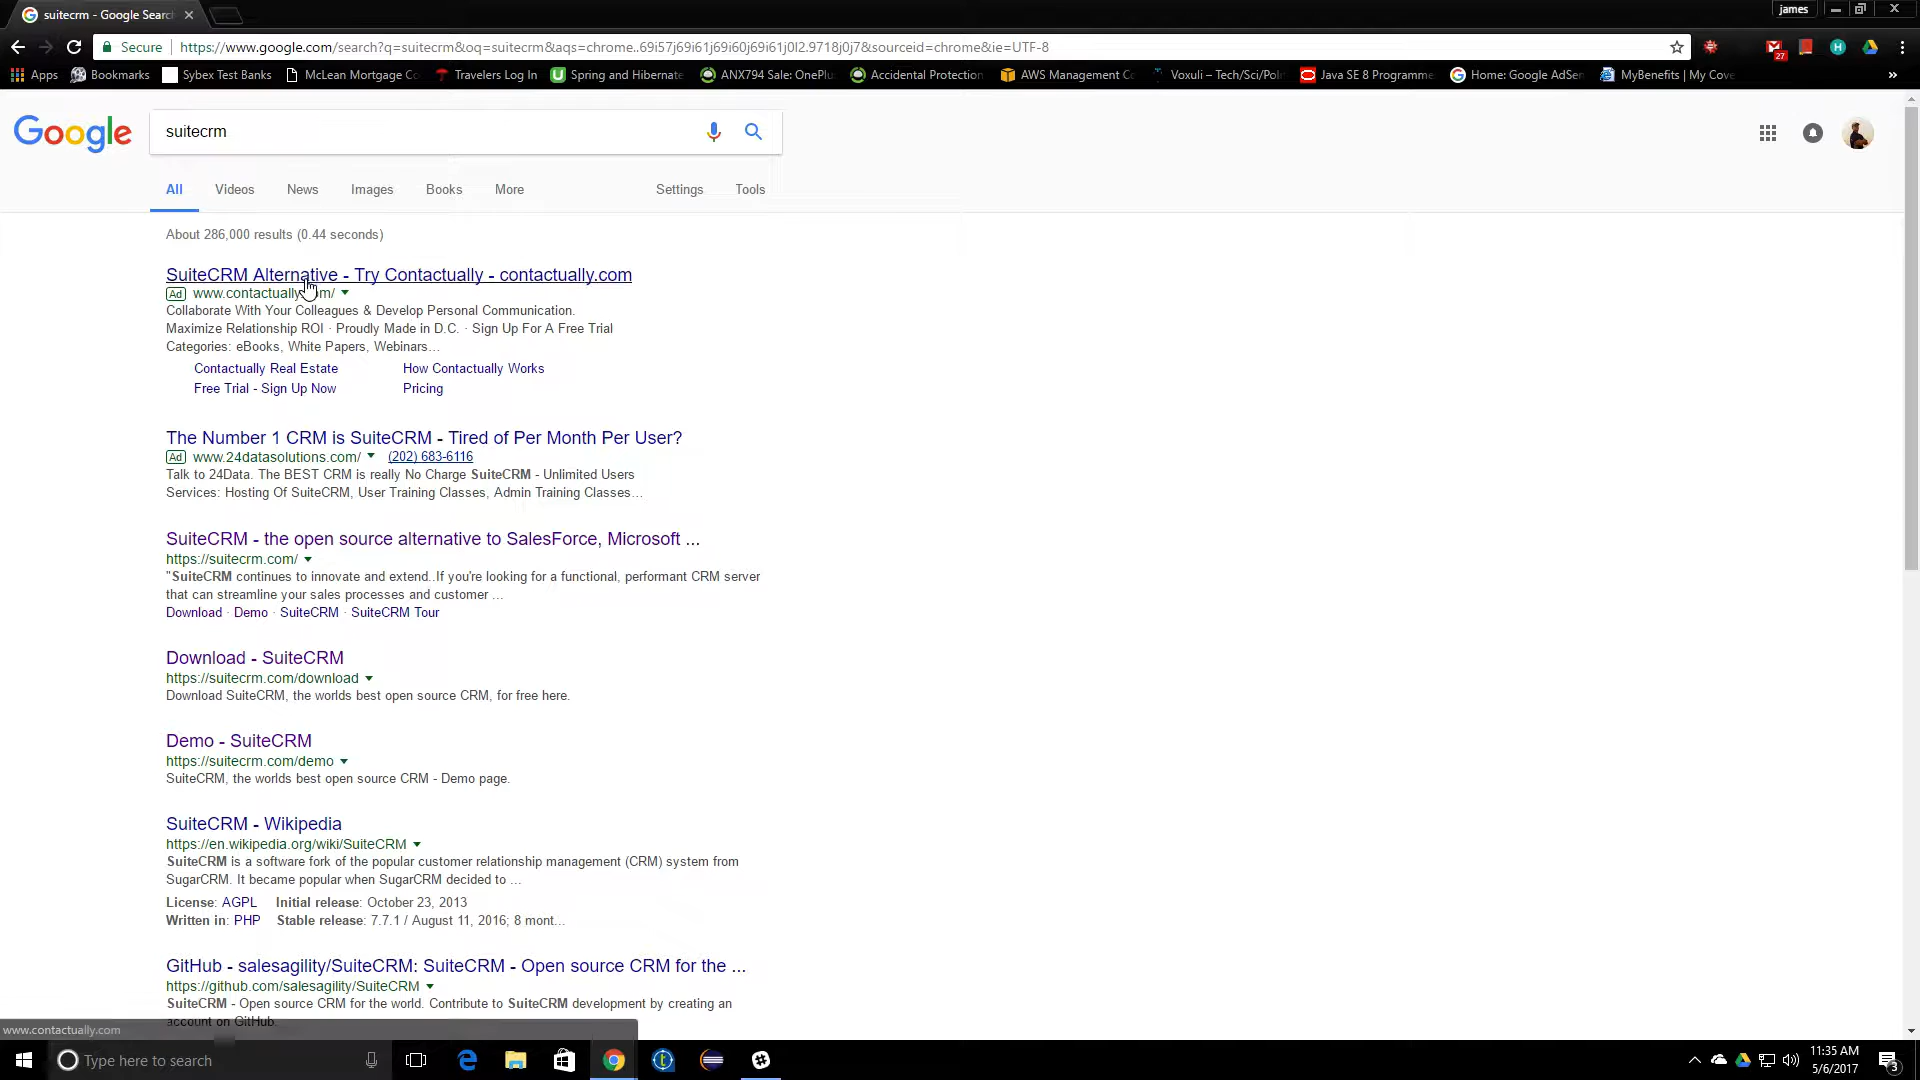 suitecrm - Google Searc
james
Secure https://www.google.com/search?q=suitecrm&oq=suitecrm&aqs=chrome..69i57j69i61j69i60j69i61j0l2.9718j0j7&sourceid=chrome&ie=UTF-8
27
Apps Bookmarks Sybex Test Banks McLean Mortgage Co Travelers Log In Spring and Hibernate ANX794 Sale: OnePlu Accidental Protection AWS Management Co Voxuli – Tech/Sci/Poli Java SE 8 Programme Home: Google AdSen MyBenefits | My Cove »
Google
suitecrm
All Videos News Images Books More Settings Tools
About 286,000 results (0.44 seconds)
SuiteCRM Alternative - Try Contactually - contactually.com
Ad www.contactually.com/
Collaborate With Your Colleagues & Develop Personal Communication.
Maximize Relationship ROI · Proudly Made in D.C. · Sign Up For A Free Trial
Categories: eBooks, White Papers, Webinars…
Contactually Real Estate How Contactually Works
Free Trial - Sign Up Now Pricing
The Number 1 CRM is SuiteCRM - Tired of Per Month Per User?
Ad www.24datasolutions.com/ (202) 683-6116
Talk to 24Data. The BEST CRM is really No Charge SuiteCRM - Unlimited Users
Services: Hosting Of SuiteCRM, User Training Classes, Admin Training Classes…
SuiteCRM - the open source alternative to SalesForce, Microsoft ...
https://suitecrm.com/
"SuiteCRM continues to innovate and extend..If you're looking for a functional, performant CRM server
that can streamline your sales processes and customer ...
Download · Demo · SuiteCRM · SuiteCRM Tour
Download - SuiteCRM
https://suitecrm.com/download
Download SuiteCRM, the worlds best open source CRM, for free here.
Demo - SuiteCRM
https://suitecrm.com/demo
SuiteCRM, the worlds best open source CRM - Demo page.
SuiteCRM - Wikipedia
https://en.wikipedia.org/wiki/SuiteCRM
SuiteCRM is a software fork of the popular customer relationship management (CRM) system from
SugarCRM. It became popular when SugarCRM decided to ...
License: AGPL Initial release: October 23, 2013
Written in: PHP Stable release: 7.7.1 / August 11, 2016; 8 mont...
GitHub - salesagility/SuiteCRM: SuiteCRM - Open source CRM for the ...
https://github.com/salesagility/SuiteCRM
SuiteCRM - Open source CRM for the world. Contribute to SuiteCRM development by creating an
account on GitHub.
www.contactually.com
Type here to search
11:35 AM
5/6/2017
3